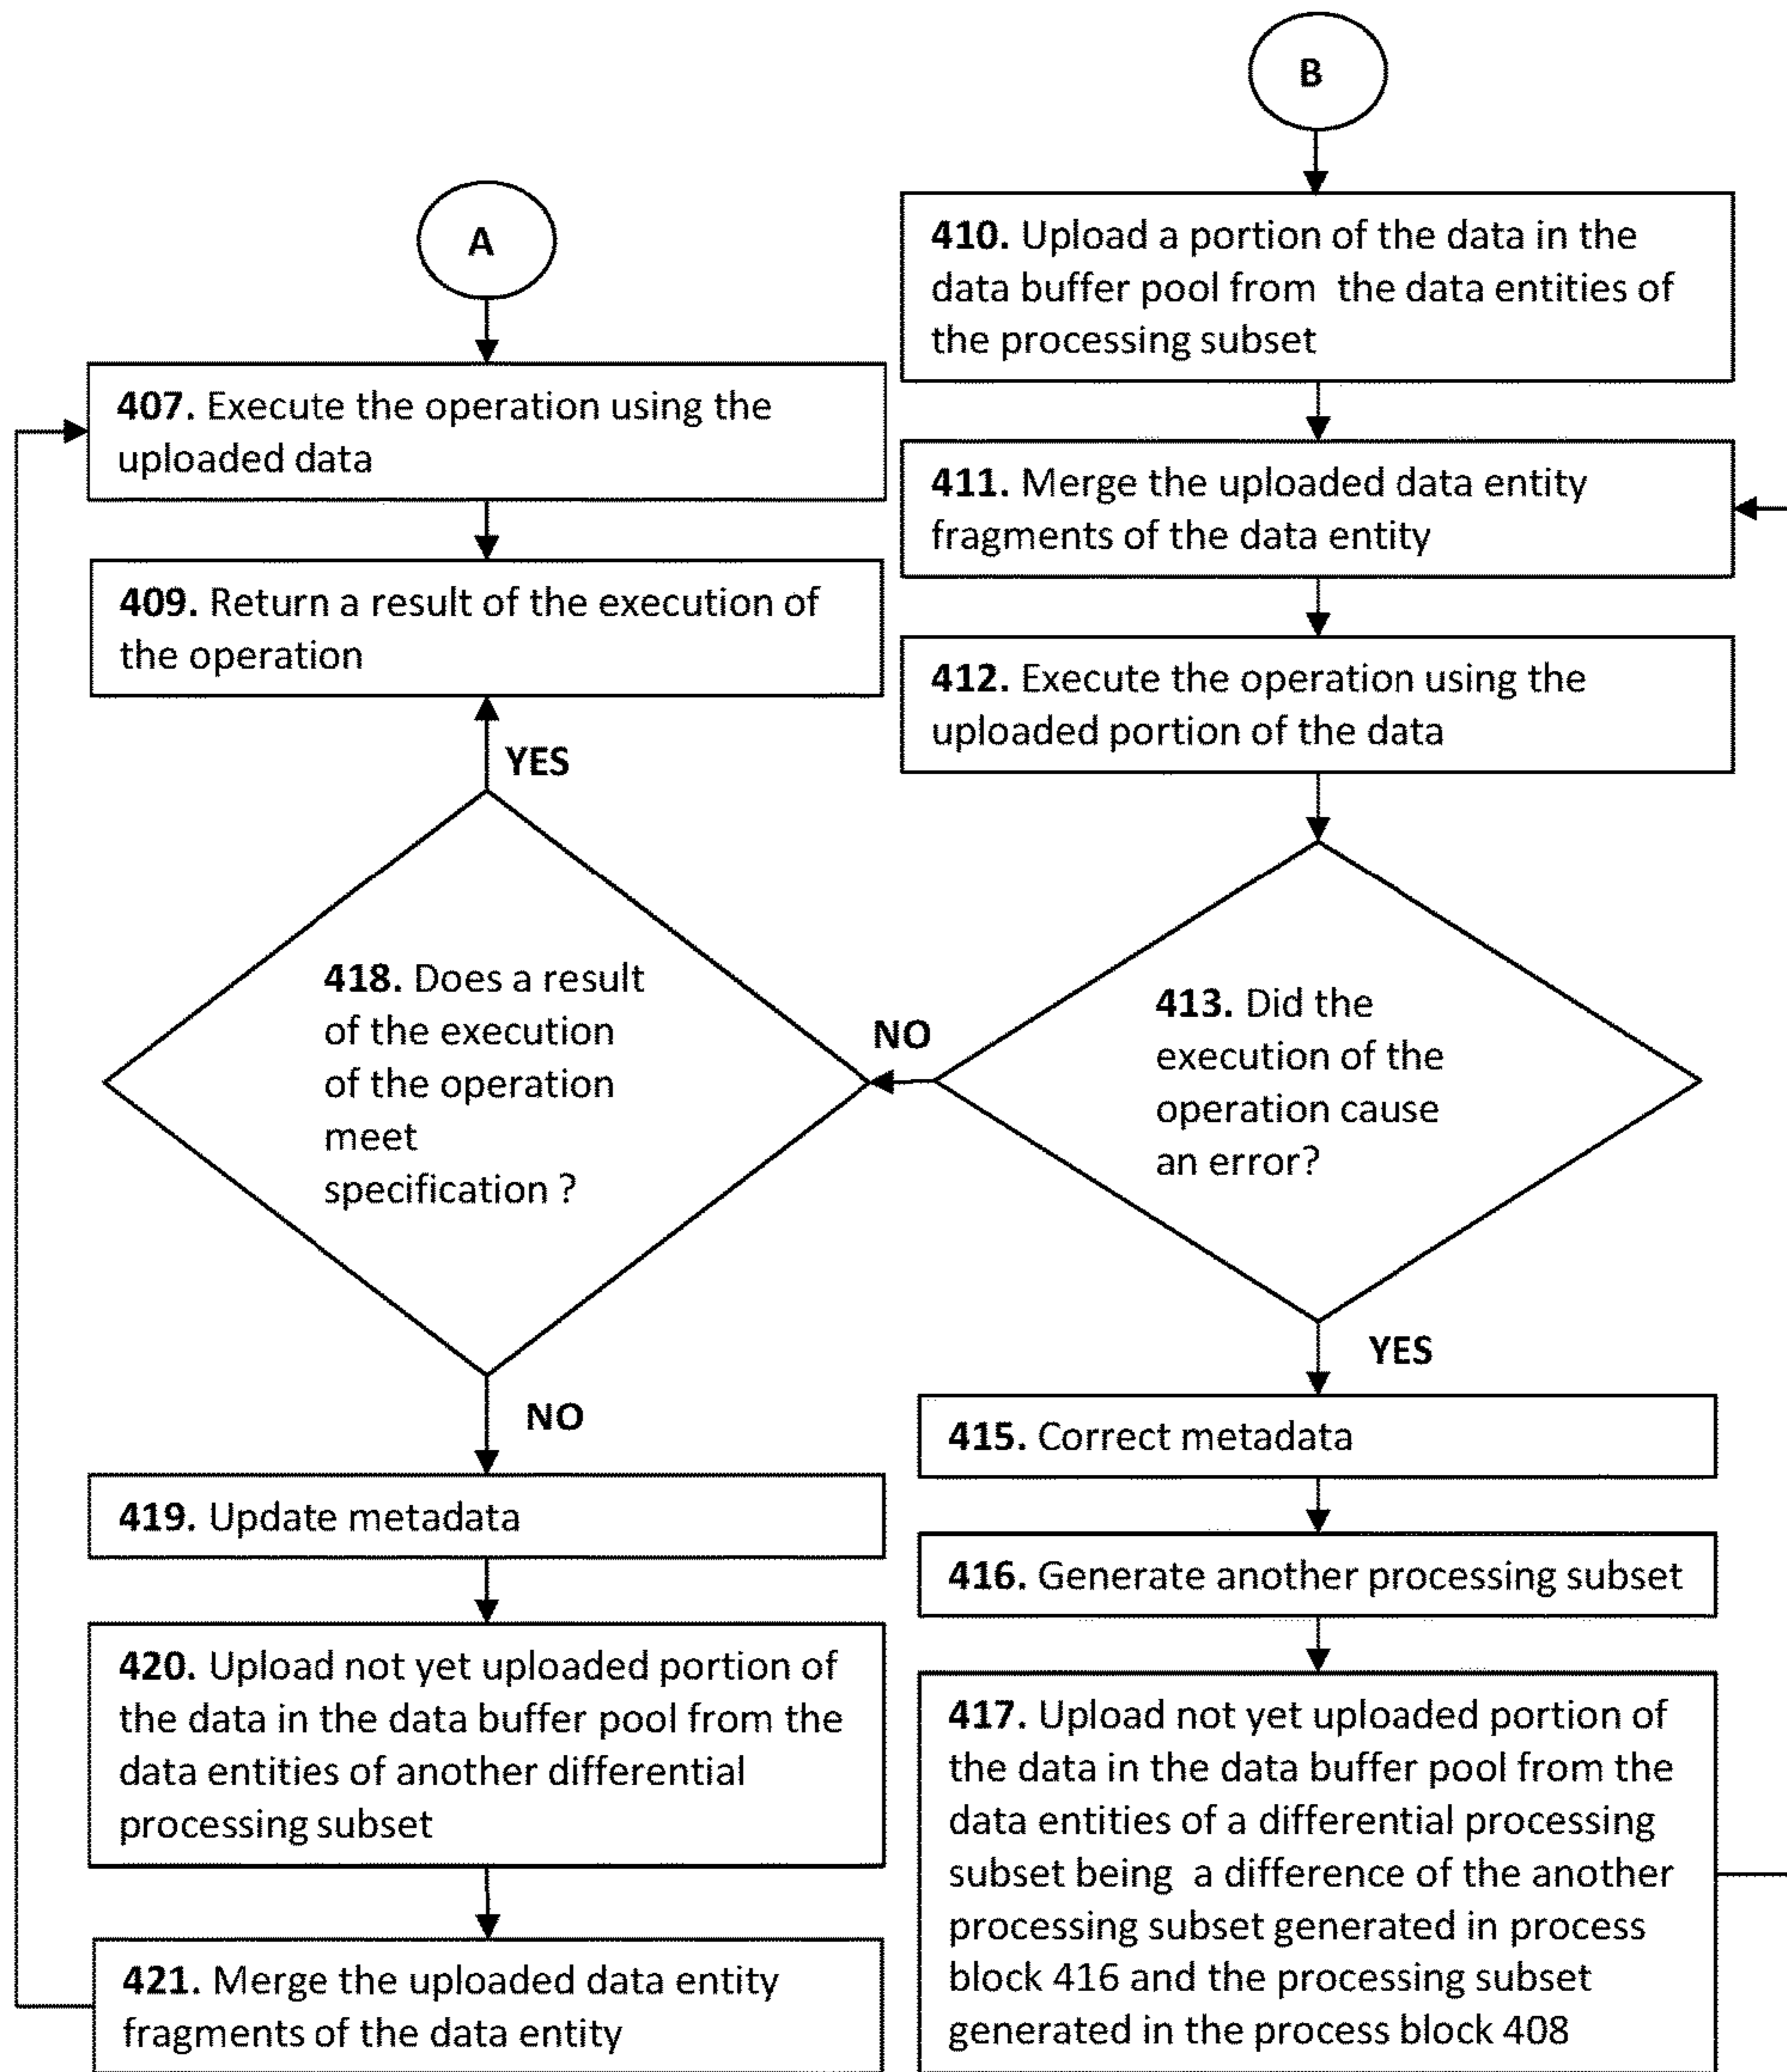 A
407. Execute the operation using the
uploaded data
409. Return a result of the execution of
the operation
YES
418. Does a result
of the execution
of the operation
meet
specification ?
NO
419. Update metadata
420. Upload not yet uploaded portion of
the data in the data buffer pool from the
data entities of another differential
processing subset
421. Merge the uploaded data entity
fragments of the data entity
B
410. Upload a portion of the data in the
data buffer pool from the data entities of
the processing subset
411. Merge the uploaded data entity
fragments of the data entity
412. Execute the operation using the
uploaded portion of the data
413. Did the
execution of the
operation cause
an error?
NO
YES
415. Correct metadata
416. Generate another processing subset
417. Upload not yet uploaded portion of
the data in the data buffer pool from the
data entities of a differential processing
subset being a difference of the another
processing subset generated in process
block 416 and the processing subset
generated in the process block 408